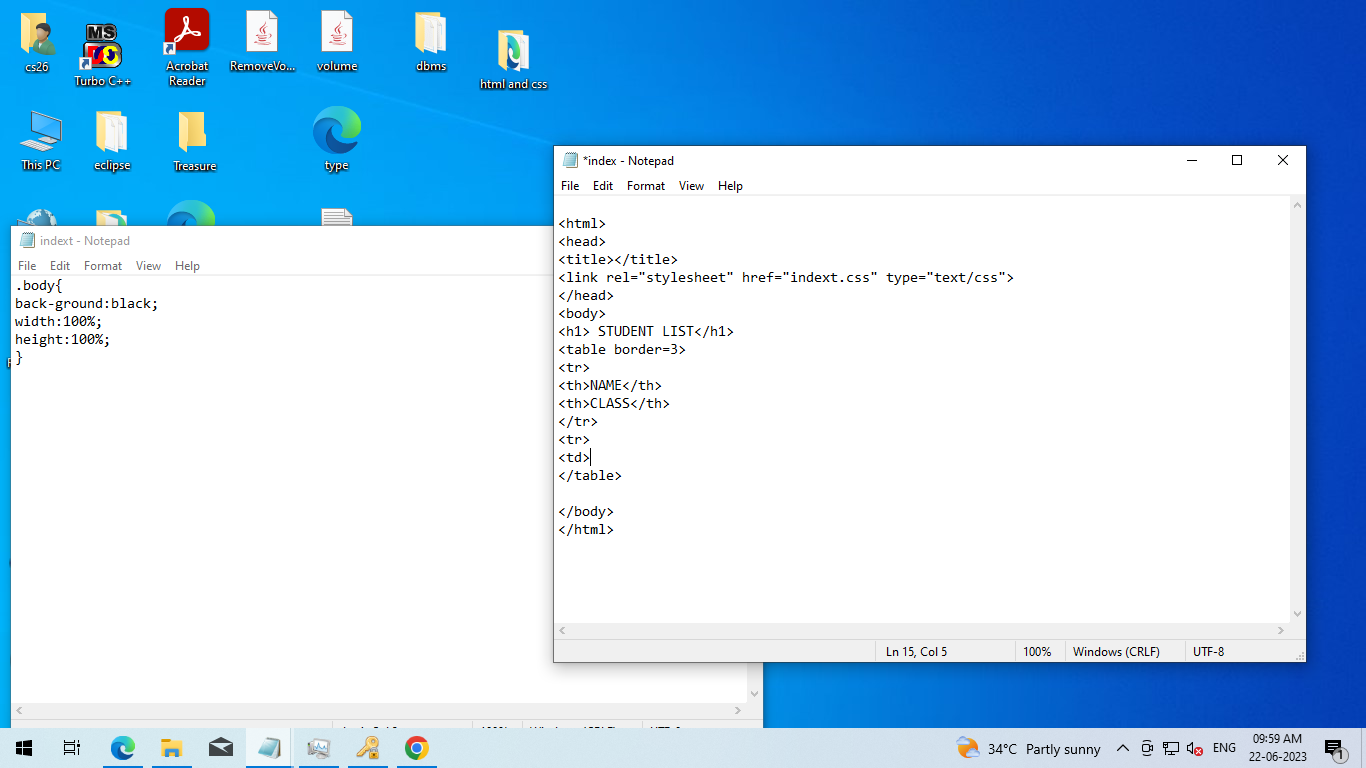 cs26
MS
Turbo C++
Acrobat
Reader
RemoveVo...
volume
dbms
html and css
This PC
eclipse
Treasure
type
*index - Notepad
File Edit Format View Help
<html>
<head>
<title></title>
<link rel="stylesheet" href="indext.css" type="text/css">
</head>
<body>
<h1> STUDENT LIST</h1>
<table border=3>
<tr>
<th>NAME</th>
<th>CLASS</th>
</tr>
<tr>
<td>
</table>
</body>
</html>
Ln 15, Col 5 100% Windows (CRLF) UTF-8
indext - Notepad
File Edit Format View Help
.body{
back-ground:black;
width:100%;
height:100%;
}
34°C Partly sunny
ENG
09:59 AM
22-06-2023
1